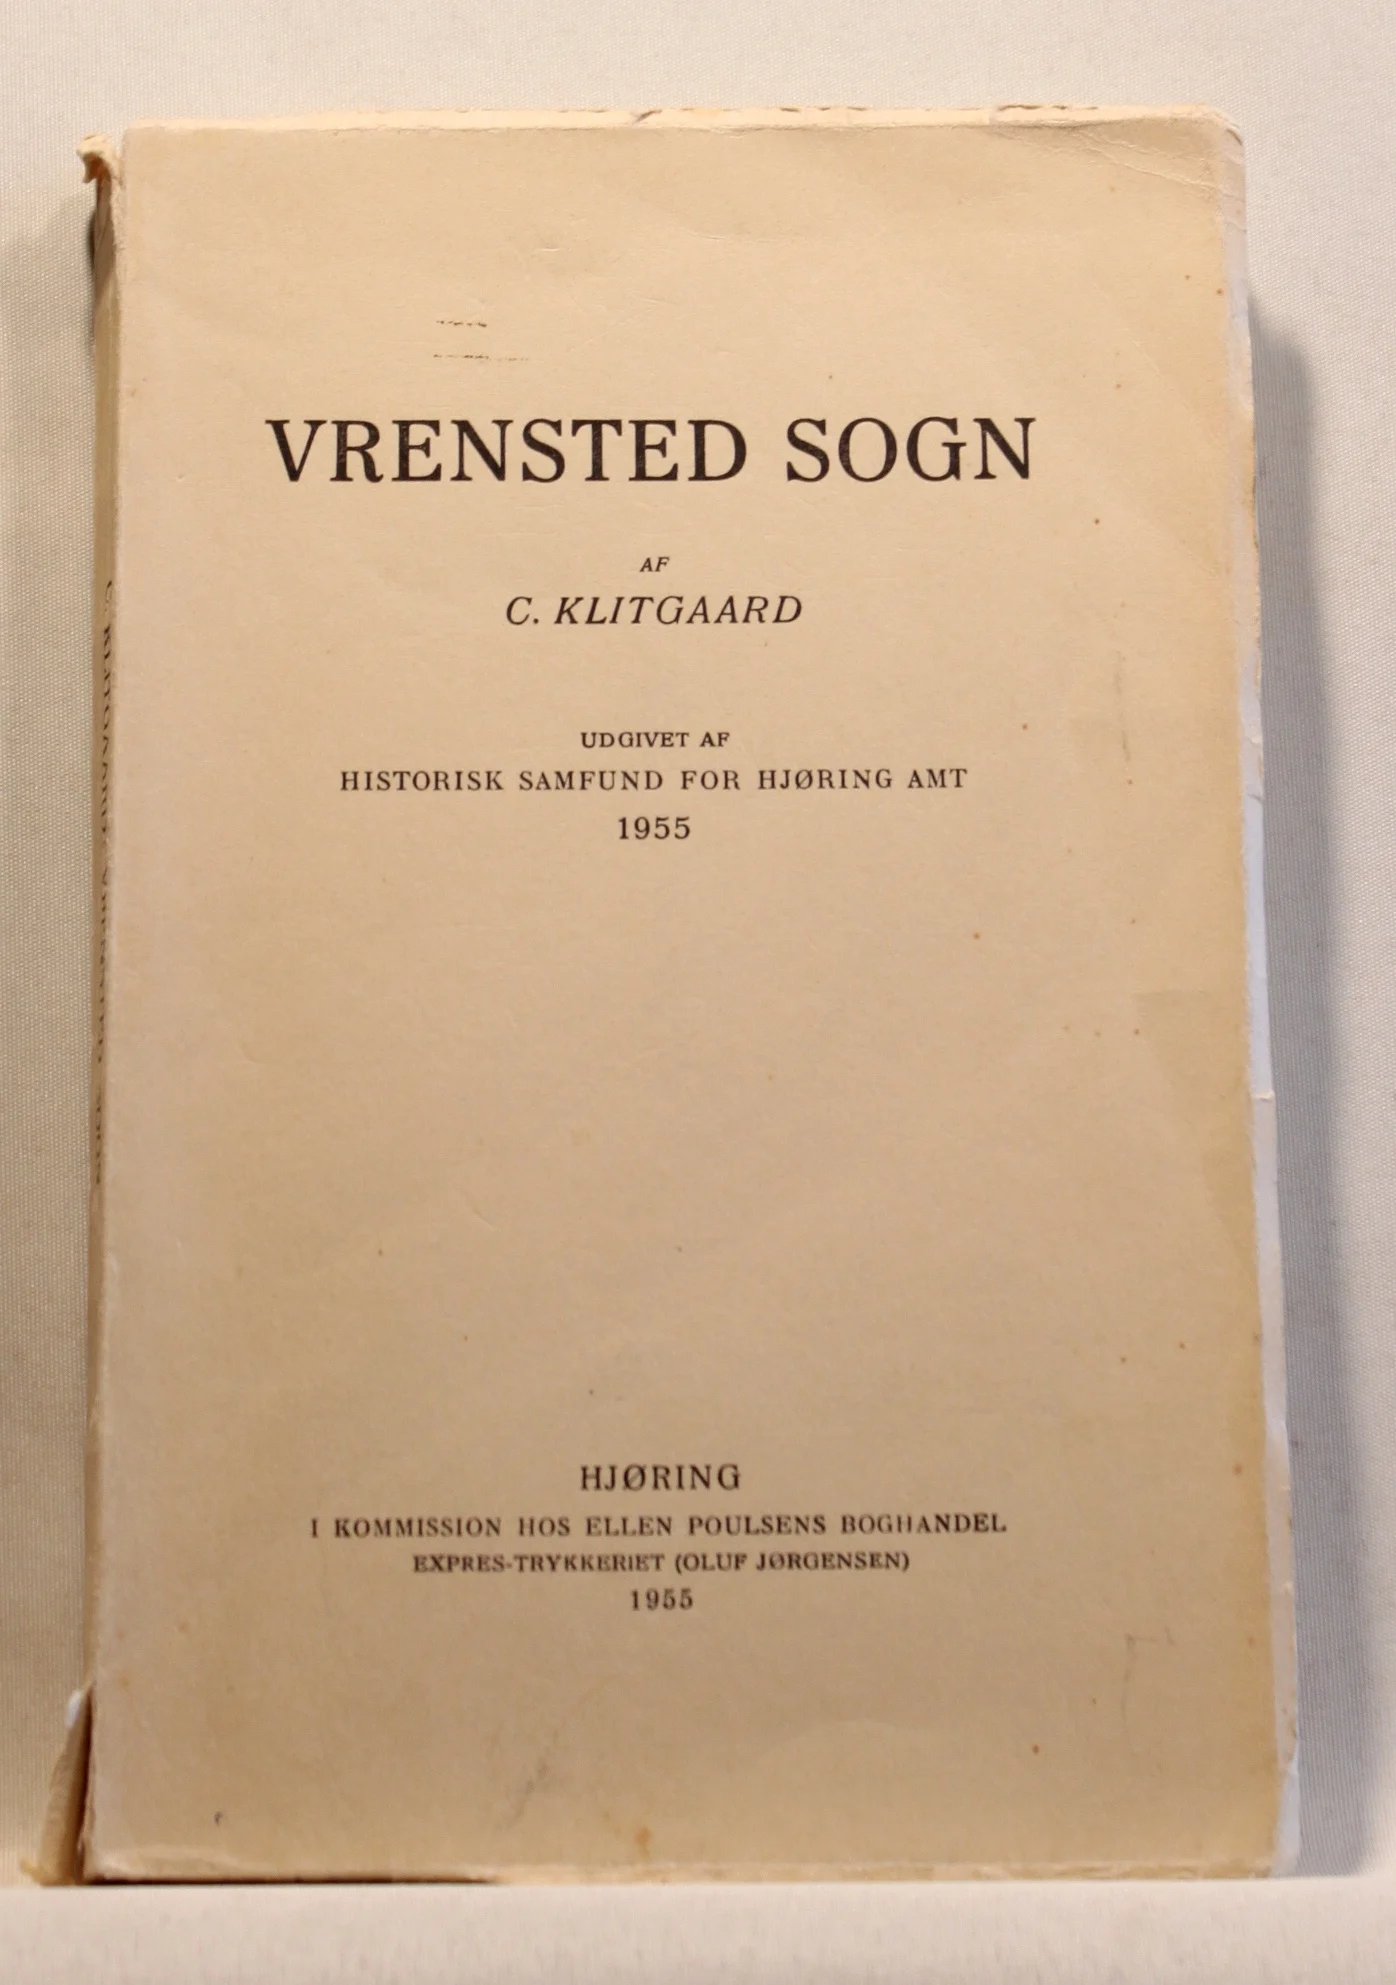 VRENSTED SOGN
AF
C. KLITGAARD
UDGIVET AF
HISTORISK SAMFUND FOR HJØRING AMT
1955
HJØRING
I KOMMISSION HOS ELLEN POULSENS BOGHANDEL
EXPRES-TRYKKERIET (OLUF JØRGENSEN)
1955